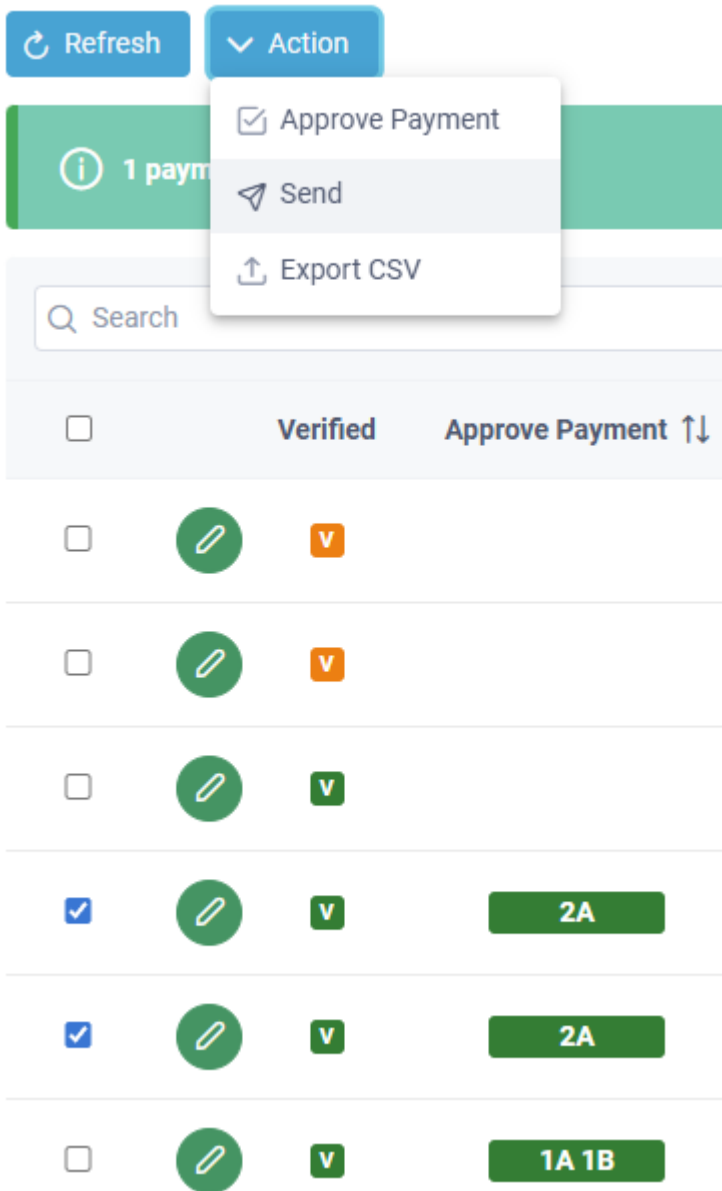 Refresh
Action
Approve Payment
1 paym
Send
Export CSV
Search
Verified Approve Payment
V
V
V
V 2A
V 2A
V 1A 1B